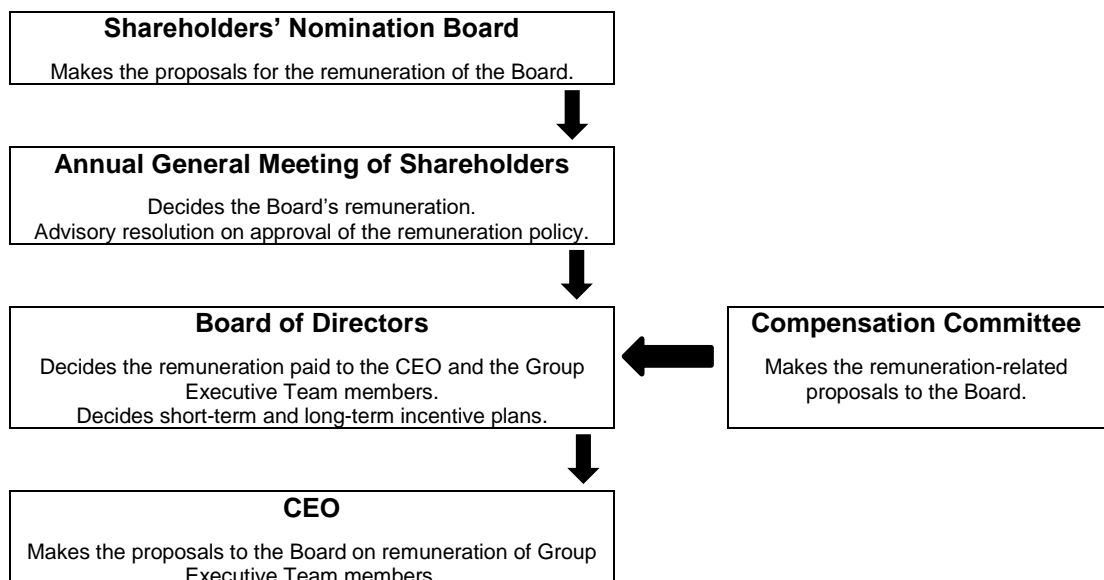 Shareholders’ Nomination Board
Makes the proposals for the remuneration of the Board.
Annual General Meeting of Shareholders
Decides the Board’s remuneration.
Advisory resolution on approval of the remuneration policy.
Board of Directors
Decides the remuneration paid to the CEO and the Group
Executive Team members.
Decides short-term and long-term incentive plans.
Compensation Committee
Makes the remuneration-related
proposals to the Board.
CEO
Makes the proposals to the Board on remuneration of Group
Executive Team members